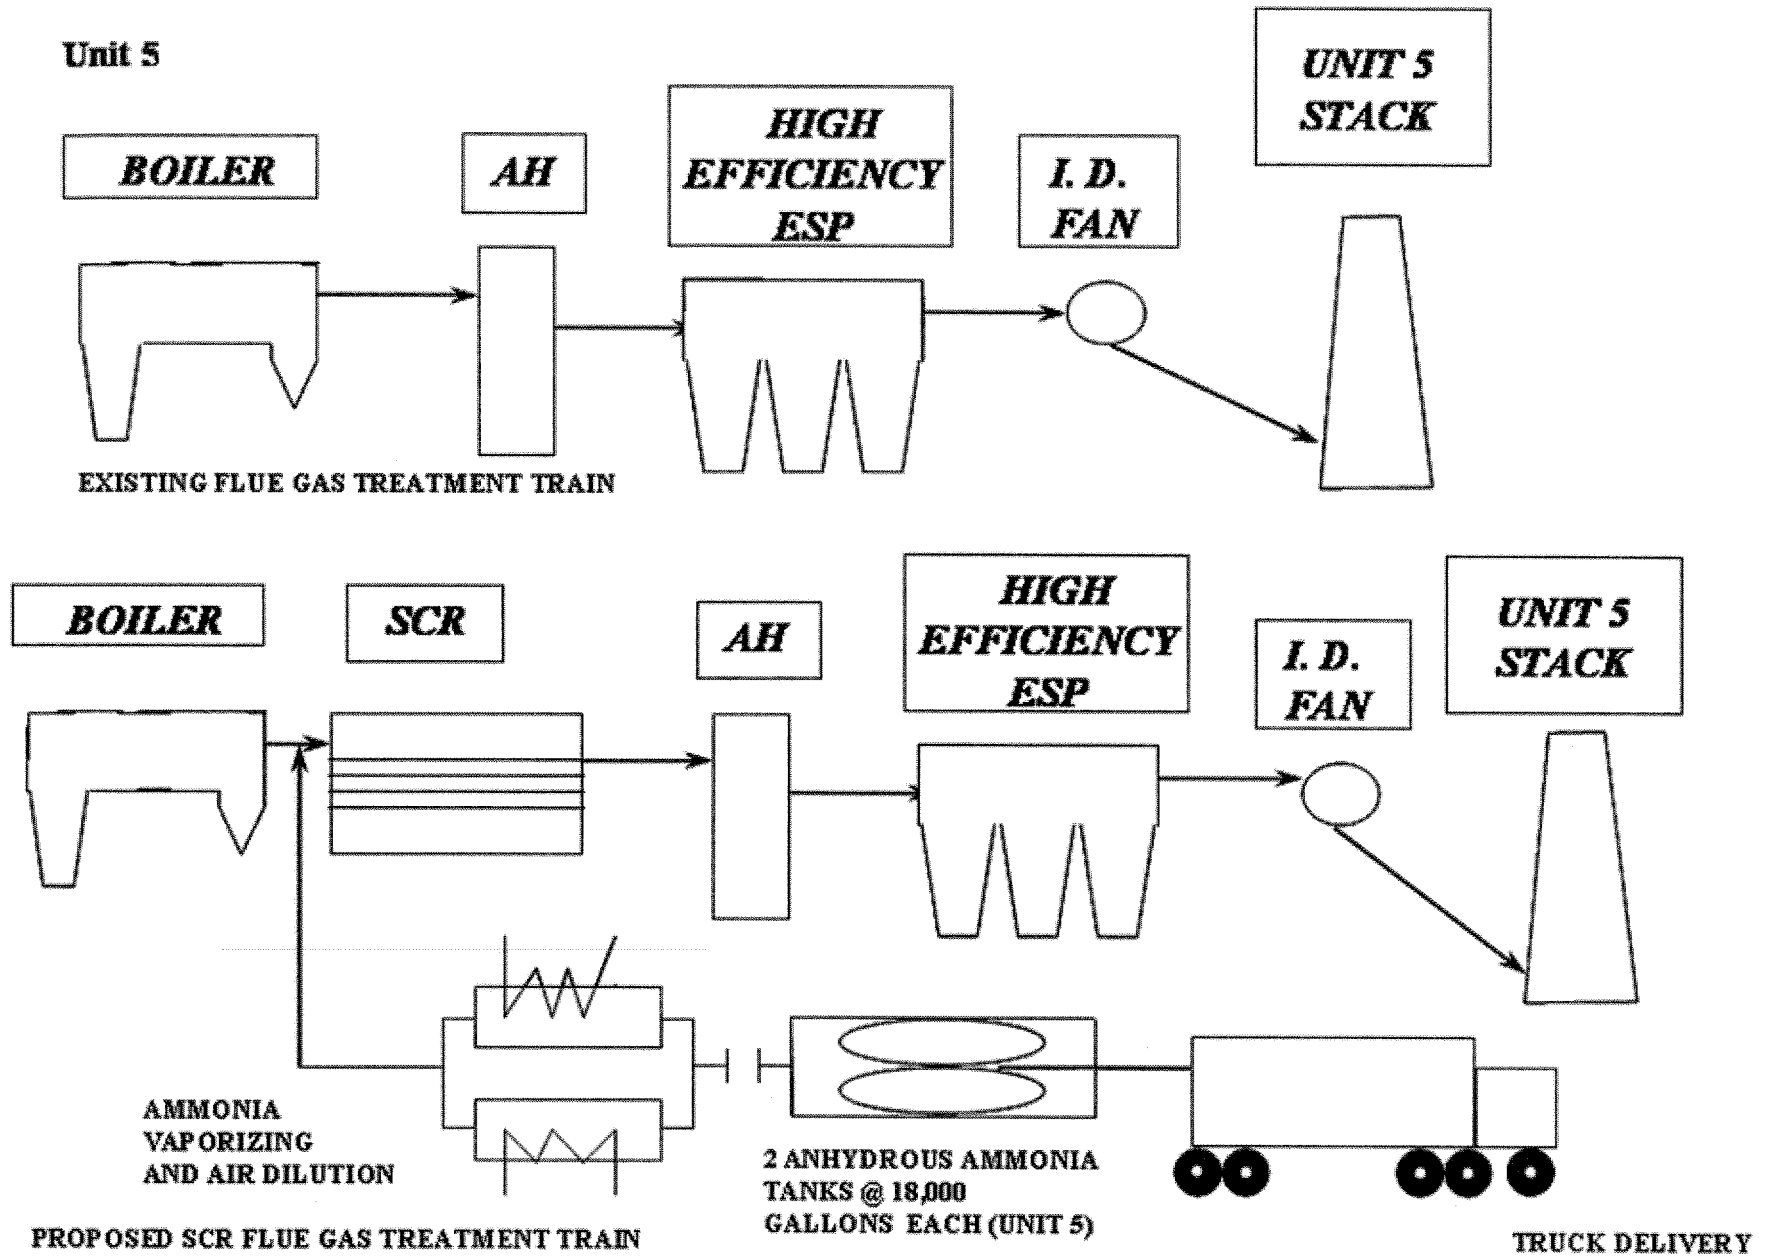 Unit 5
BOILER
AH
HIGH
EFFICIENCY
ESP
I. D.
FAN
UNIT 5
STACK
EXISTING FLUE GAS TREATMENT TRAIN
BOILER
SCR
AH
HIGH
EFFICIENCY
ESP
I. D.
FAN
UNIT 5
STACK
AMMONIA
VAPORIZING
AND AIR DILUTION
2 ANHYDROUS AMMONIA
TANKS @ 18,000
GALLONS EACH (UNIT 5)
PROPOSED SCR FLUE GAS TREATMENT TRAIN
TRUCK DELIVERY